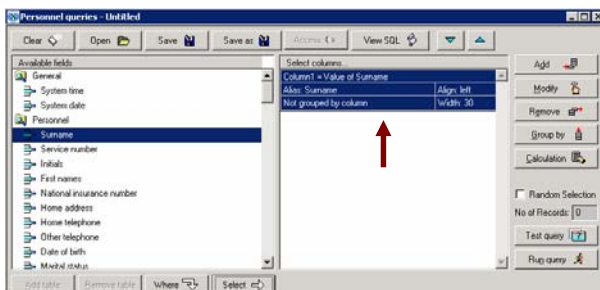 Personnel queries - Untitled
Clear Open Save Save as Access View SQL
Available fields
General
System time
System date
Personnel
Surname
Service number
Initials
First names
National insurance number
Home address
Home telephone
Other telephone
Date of birth
Marital status
Select columns...
Column1 = Value of Surname
Alias: Surname Align: left
Not grouped by column Width: 30
Add
Modify
Remove
Group by
Calculation
Random Selection
No of Records: 0
Test query
Run query
Add table Remove table Where Select